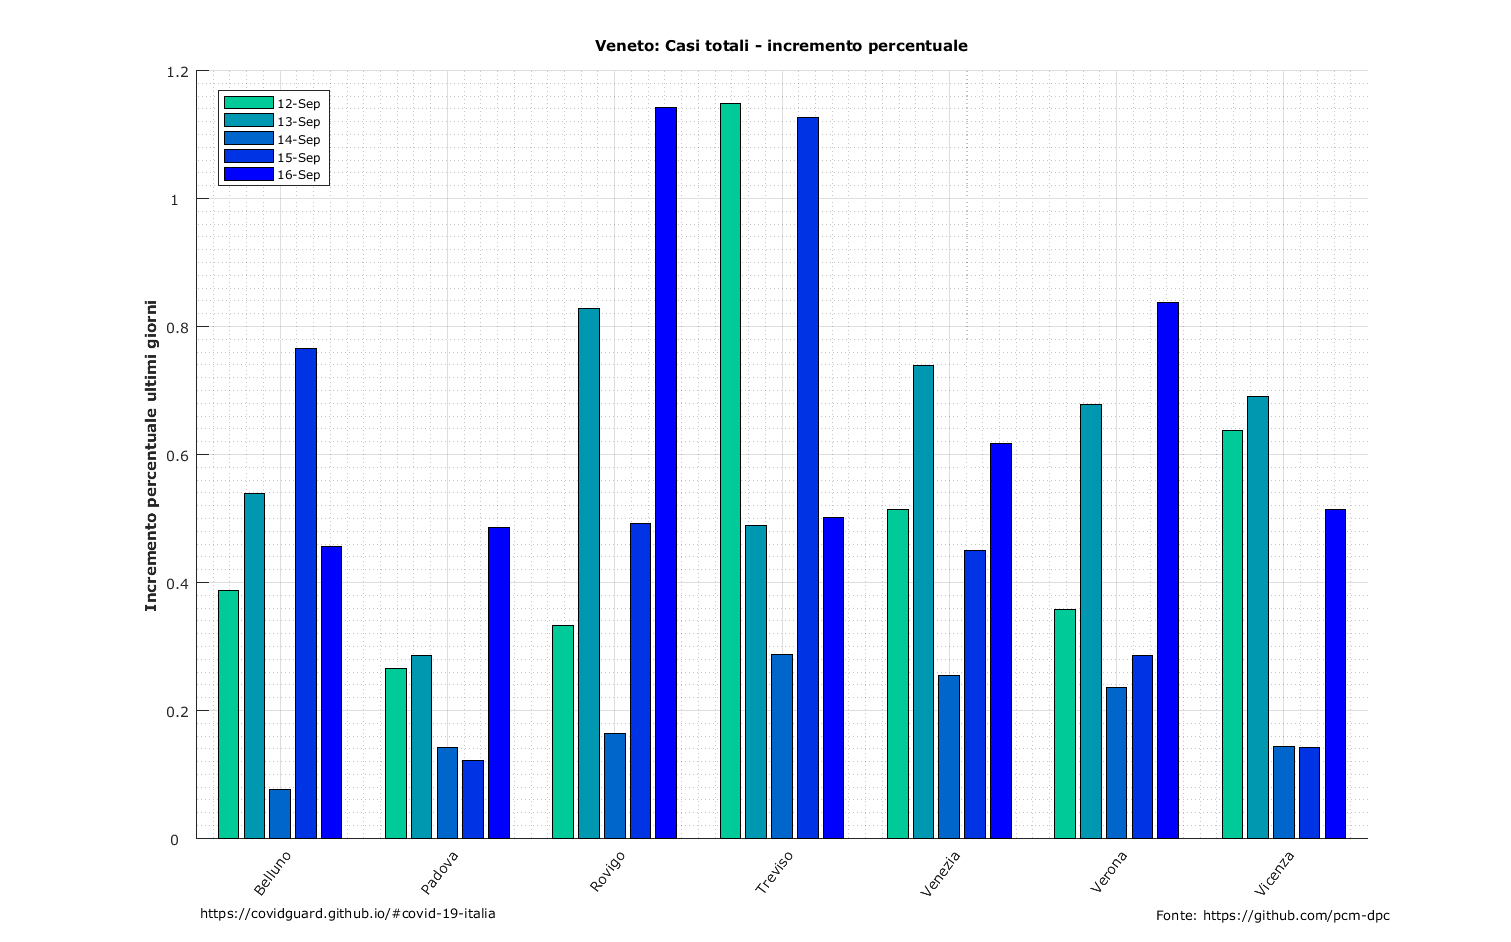 Veneto: Casi totali - incremento percentuale
Incremento percentuale ultimi giorni
1.2
1
0.8
0.6
0.4
0.2
0
12-Sep
13-Sep
14-Sep
15-Sep
16-Sep
Belluno
Padova
Rovigo
Treviso
Venezia
Verona
Vicenza
https://covidguard.github.io/#covid-19-italia
Fonte: https://github.com/pcm-dpc